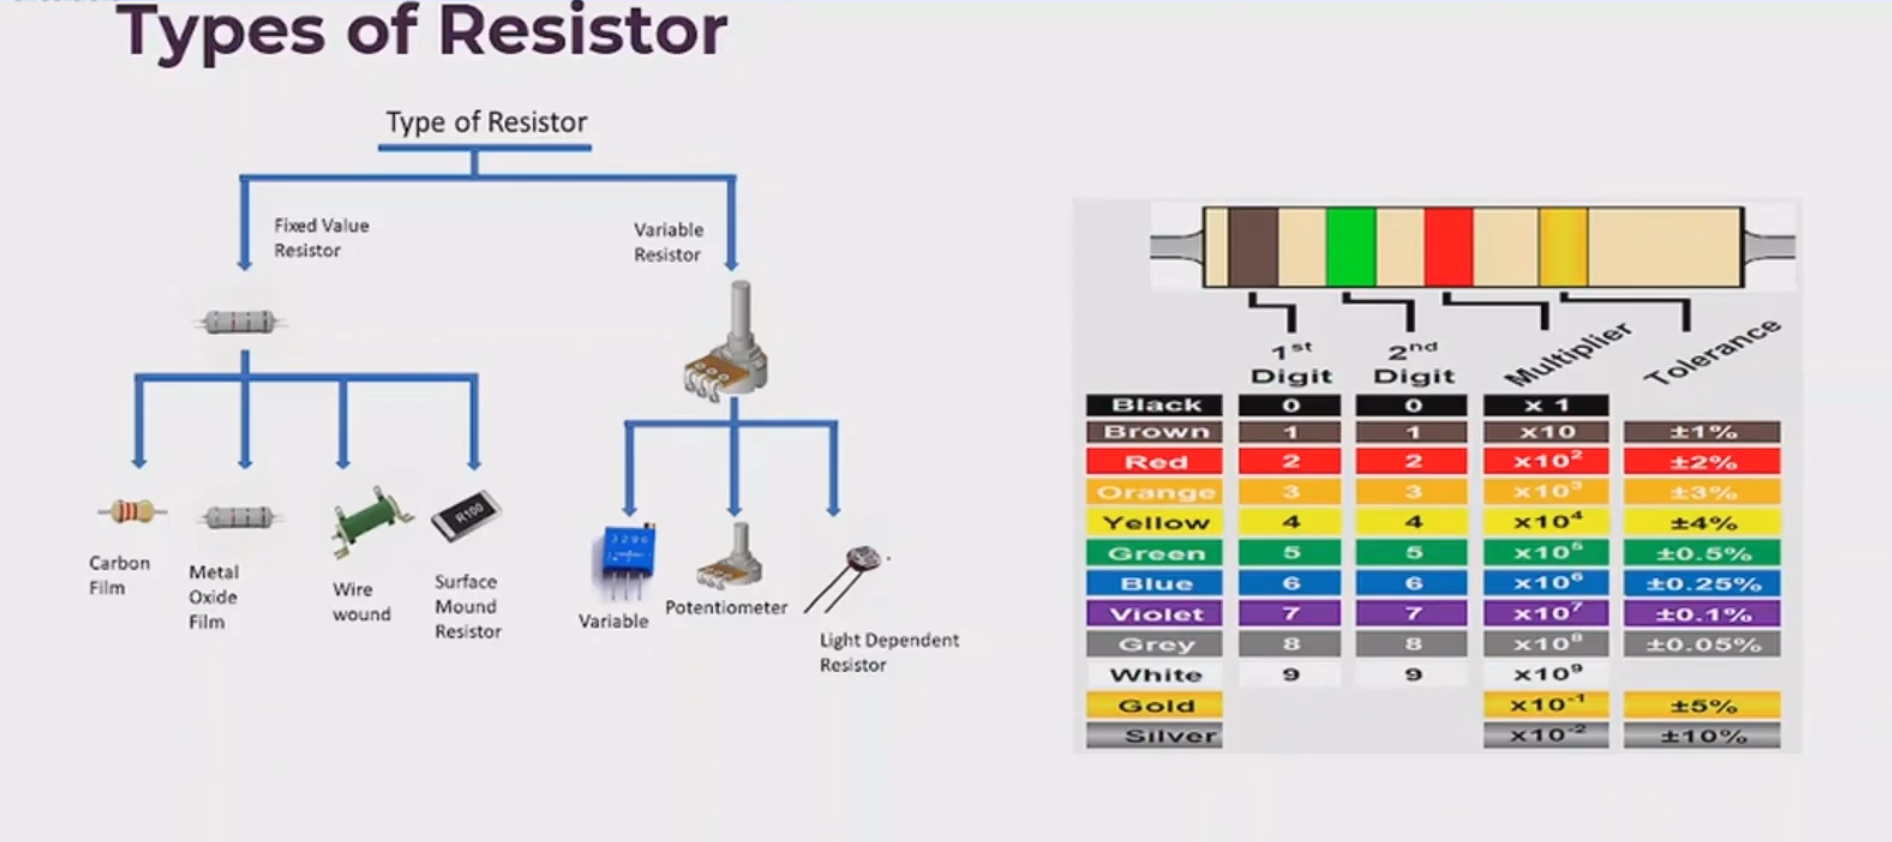 Types of Resistor
Type of Resistor
Fixed Value
Resistor
Variable
Resistor
Carbon
Film
Metal
Oxide
Film
Wire
wound
R100
Surface
Mound
Resistor
3296
Variable
Potentiometer
Light Dependent
Resistor
1st Digit
2nd Digit
Multiplier
Tolerance
Black 0 0 x 1
Brown 1 1 x10 ±1%
Red 2 2 x10² ±2%
Orange 3 3 x10³ ±3%
Yellow 4 4 x10⁴ ±4%
Green 5 5 x10⁵ ±0.5%
Blue 6 6 x10⁶ ±0.25%
Violet 7 7 x10⁷ ±0.1%
Grey 8 8 x10⁸ ±0.05%
White 9 9 x10⁹
Gold x10⁻¹ ±5%
Silver x10⁻² ±10%